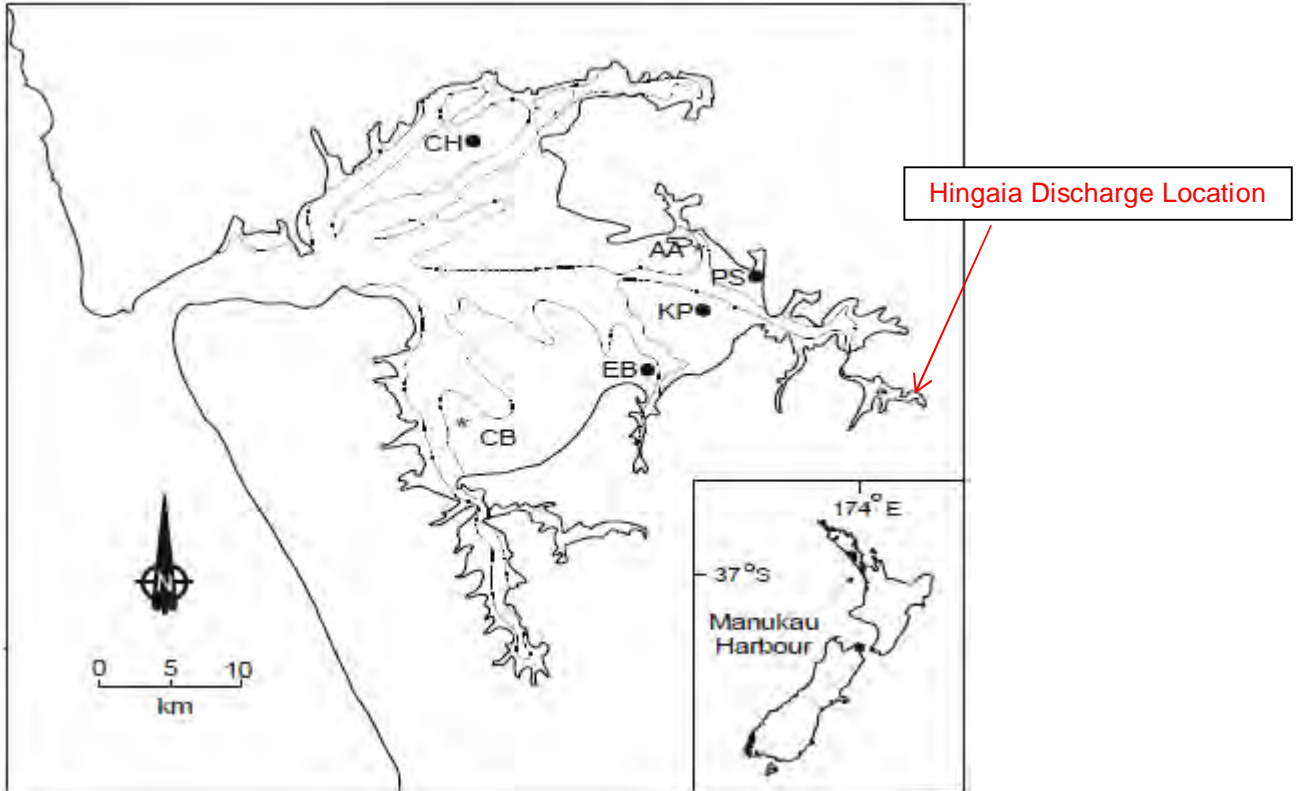 CH
Hingaia Discharge Location
AA
PS
KP
EB
CB
N
0 5 10
km
174° E
37°S
Manukau
Harbour